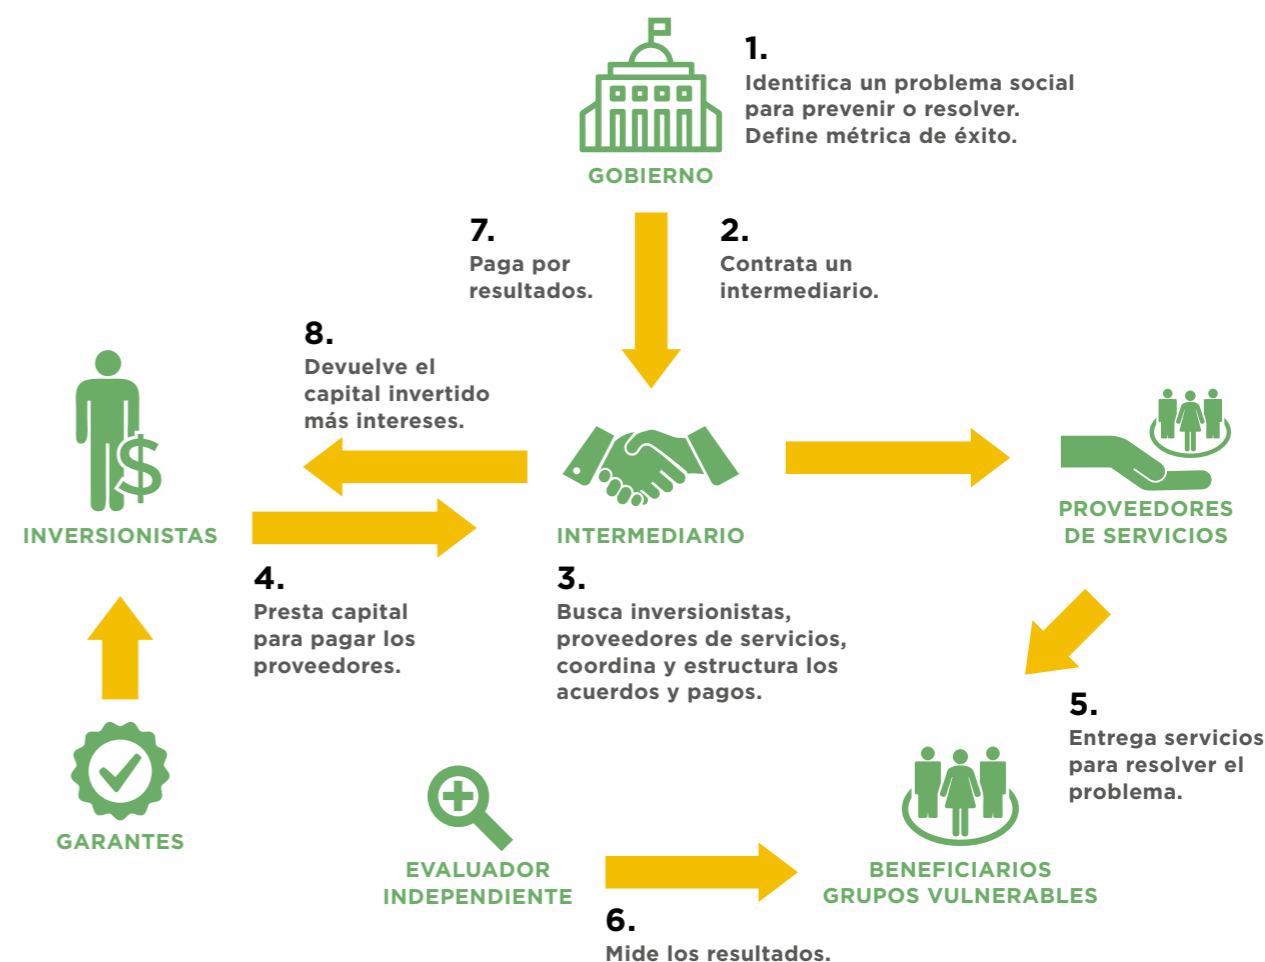 1.
Identifica un problema social
para prevenir o resolver.
Define métrica de éxito.
GOBIERNO
7.
Paga por
resultados.
2.
Contrata un
intermediario.
8.
Devuelve el
capital invertido
más intereses.
$
INVERSIONISTAS
INTERMEDIARIO
PROVEEDORES
DE SERVICIOS
4.
Presta capital
para pagar los
proveedores.
3.
Busca inversionistas,
proveedores de servicios,
coordina y estructura los
acuerdos y pagos.
5.
Entrega servicios
para resolver el
problema.
GARANTES
EVALUADOR
INDEPENDIENTE
BENEFICIARIOS
GRUPOS VULNERABLES
6.
Mide los resultados.